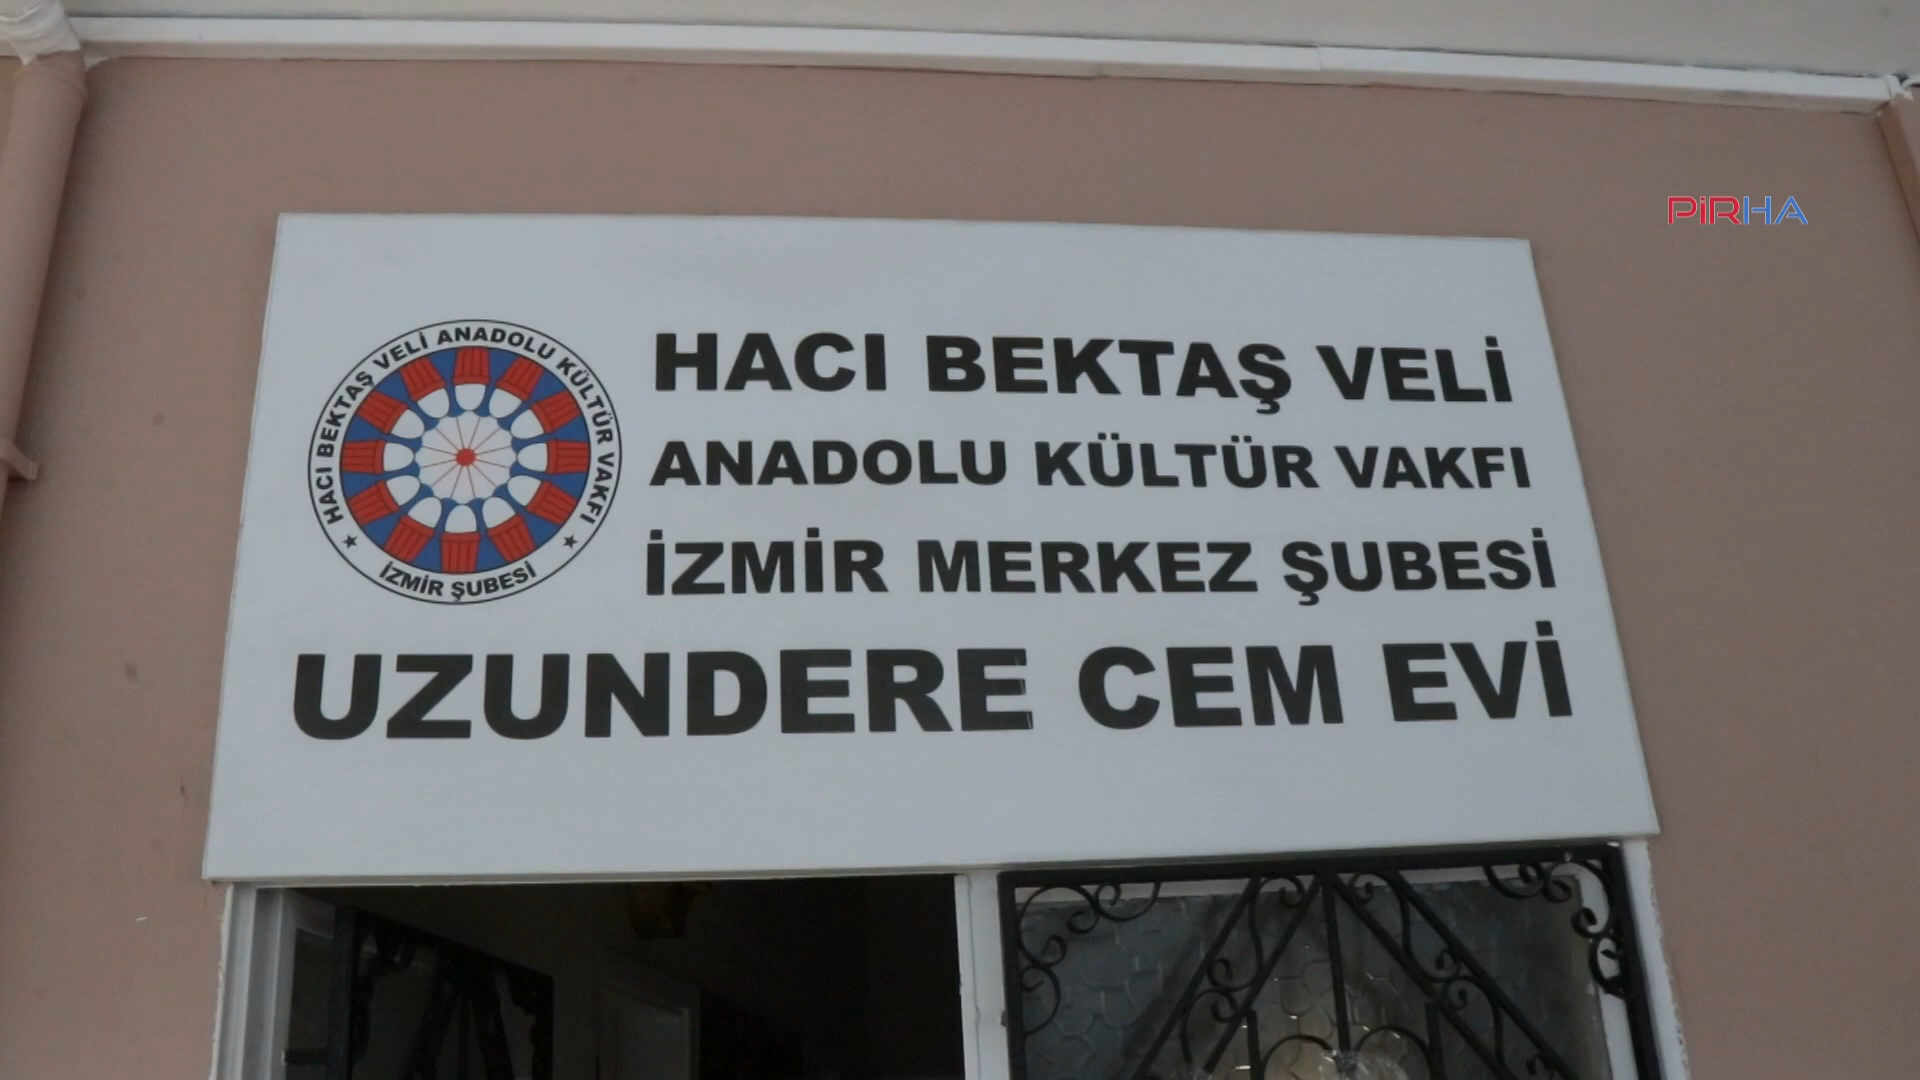 PİRHA
HACI BEKTAŞ VELİ ANADOLU KÜLTÜR VAKFI
İZMİR ŞUBESİ
HACI BEKTAŞ VELİ
ANADOLU KÜLTÜR VAKFI
İZMİR MERKEZ ŞUBESİ
UZUNDERE CEM EVİ